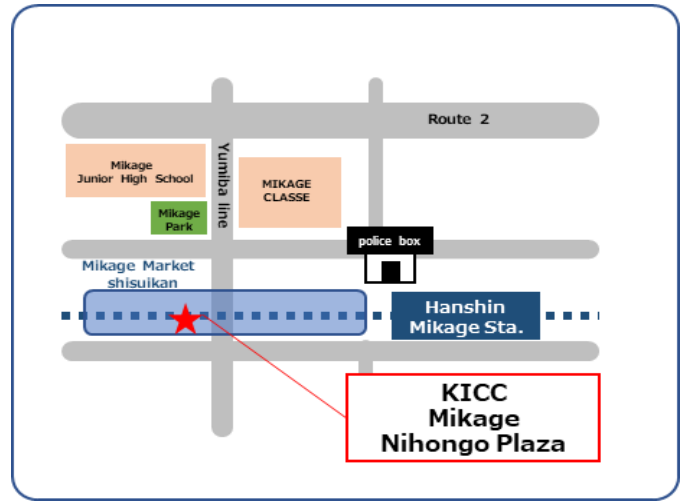 Route 2
Mikage
Junior High School
Yumiba line
MIKAGE
CLASSE
Mikage
Park
police box
Mikage Market
shisuikan
Hanshin
Mikage Sta.
KICC
Mikage
Nihongo Plaza